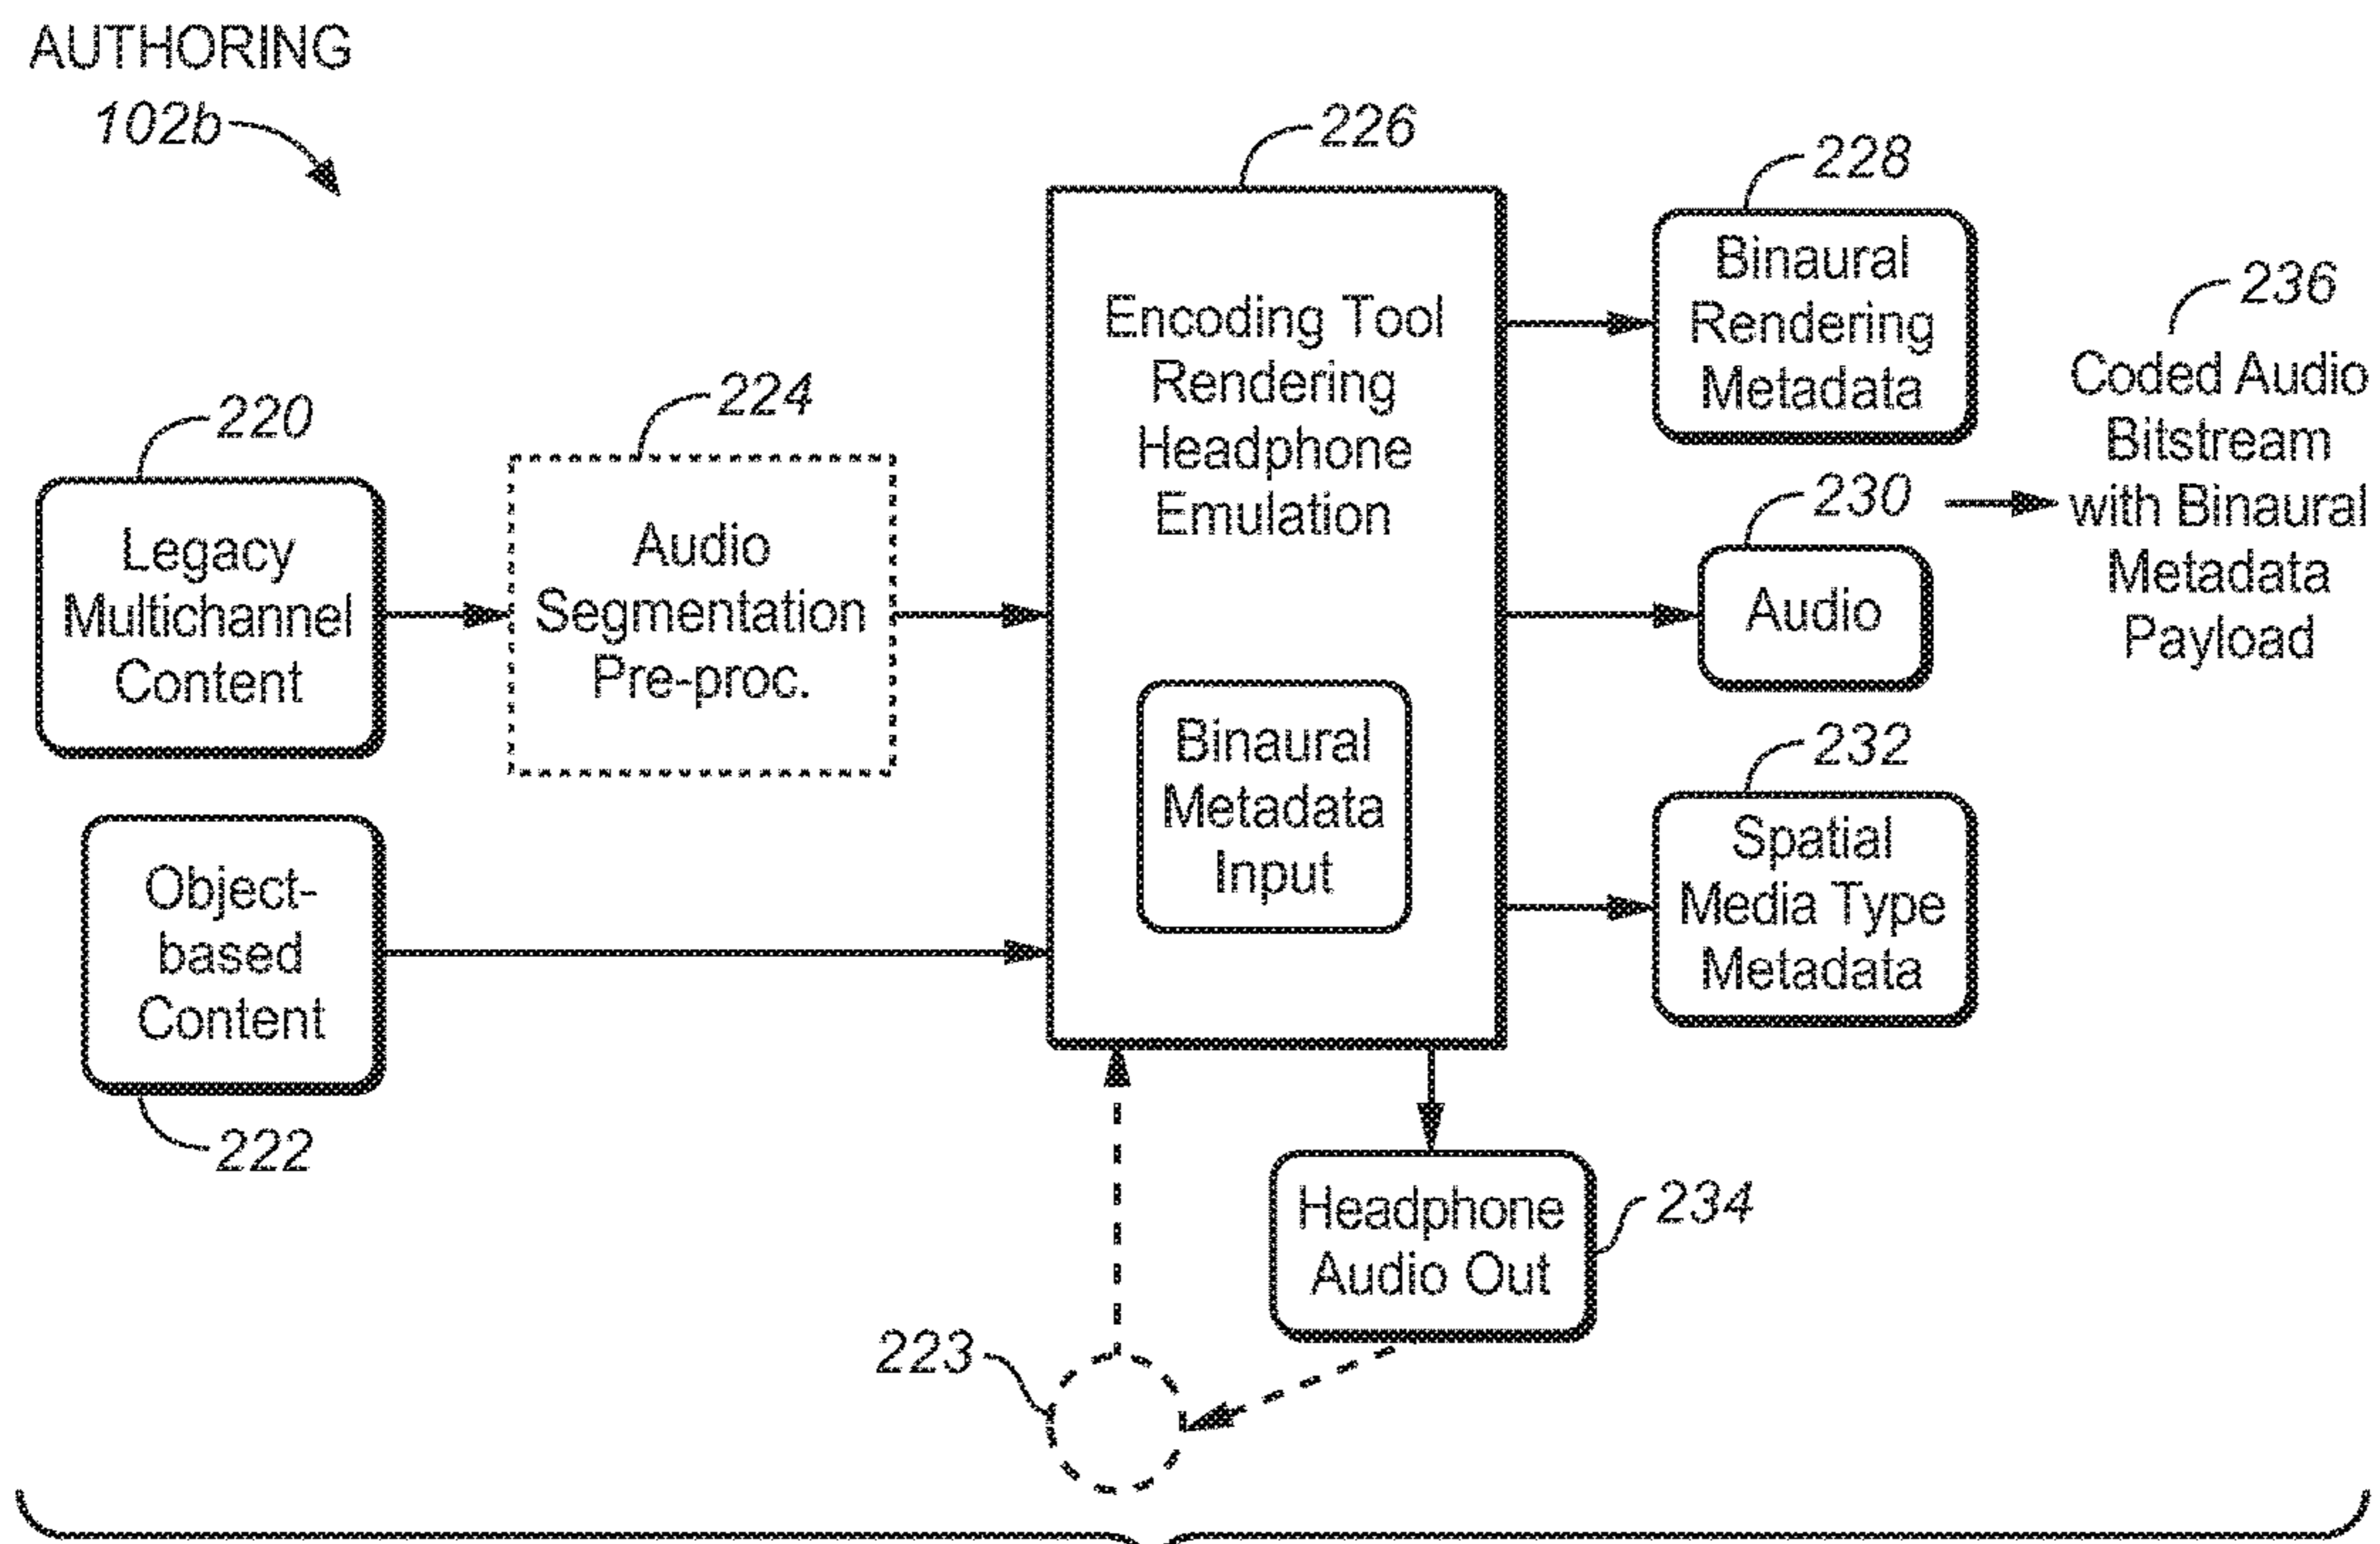 AUTHORING
102b
226
Encoding Tool
Rendering
Headphone
Emulation
Binaural
Metadata
Input
228
Binaural
Rendering
Metadata
236
Coded Audio
Bitstream
with Binaural
Metadata
Payload
220
Legacy
Multichannel
Content
224
Audio
Segmentation
Pre-proc.
230
Audio
232
Spatial
Media Type
Metadata
Object-
based
Content
222
Headphone
Audio Out
234
223